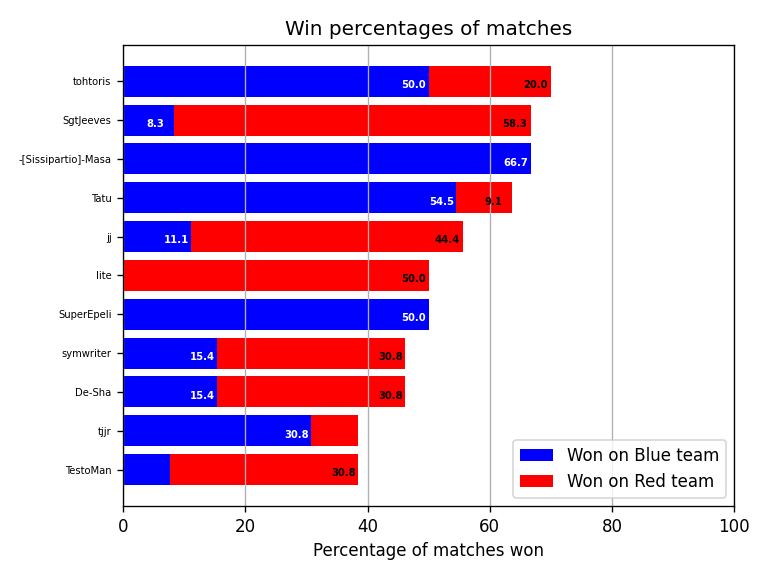 Win percentages of matches
tohtoris 50.0 20.0
SgtJeeves 8.3 58.3
-[Sissipartio]-Masa 66.7
Tatu 54.5 9.1
jj 11.1 44.4
lite 50.0
SuperEpeli 50.0
symwriter 15.4 30.8
De-Sha 15.4 30.8
tjjr 30.8
TestoMan 30.8
Won on Blue team
Won on Red team
0 20 40 60 80 100
Percentage of matches won